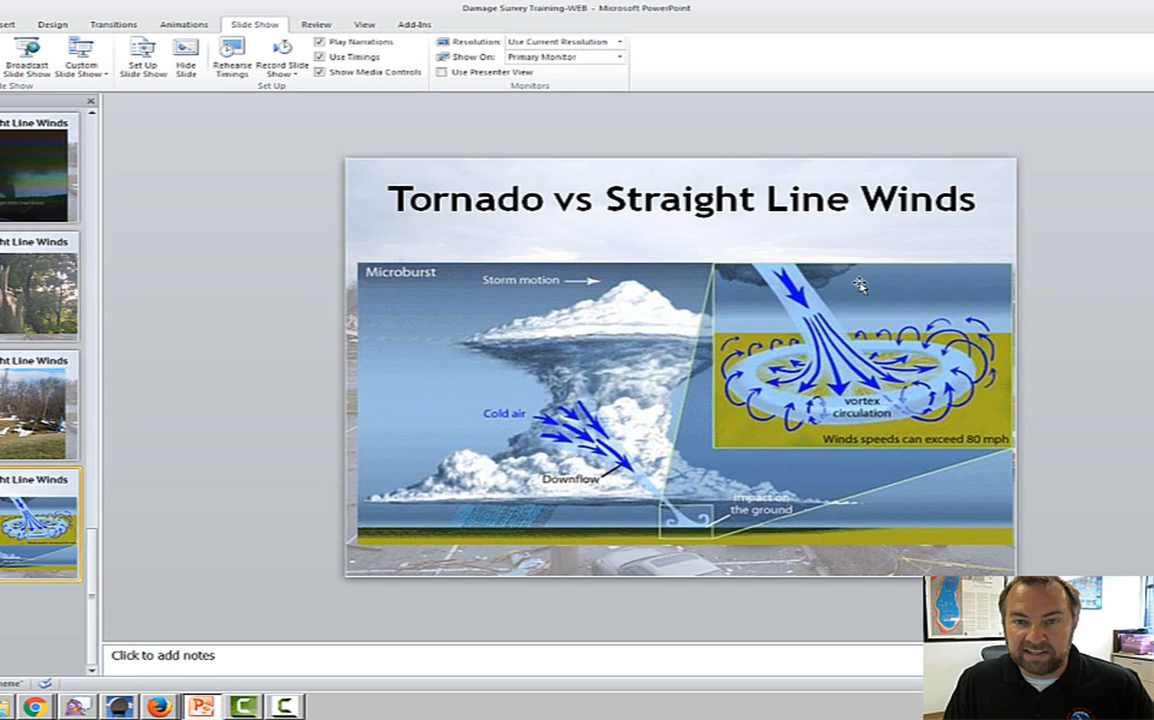 Damage Survey Training-WEB - Microsoft PowerPoint
sert Design Transitions Animations Slide Show Review View Add-Ins
Broadcast Slide Show
Custom Slide Show
Set Up Slide Show
Hide Slide
Rehearse Timings
Record Slide Show
Play Narrations
Use Timings
Show Media Controls
Resolution: Use Current Resolution
Show On: Primary Monitor
Use Presenter View
de Show
Set Up
Monitors
ht Line Winds
ht Line Winds
ht Line Winds
ht Line Winds
Tornado vs Straight Line Winds
Microburst
Storm motion
Cold air
Downflow
impact on
the ground
vortex
circulation
Winds speeds can exceed 80 mph
Click to add notes
heme"